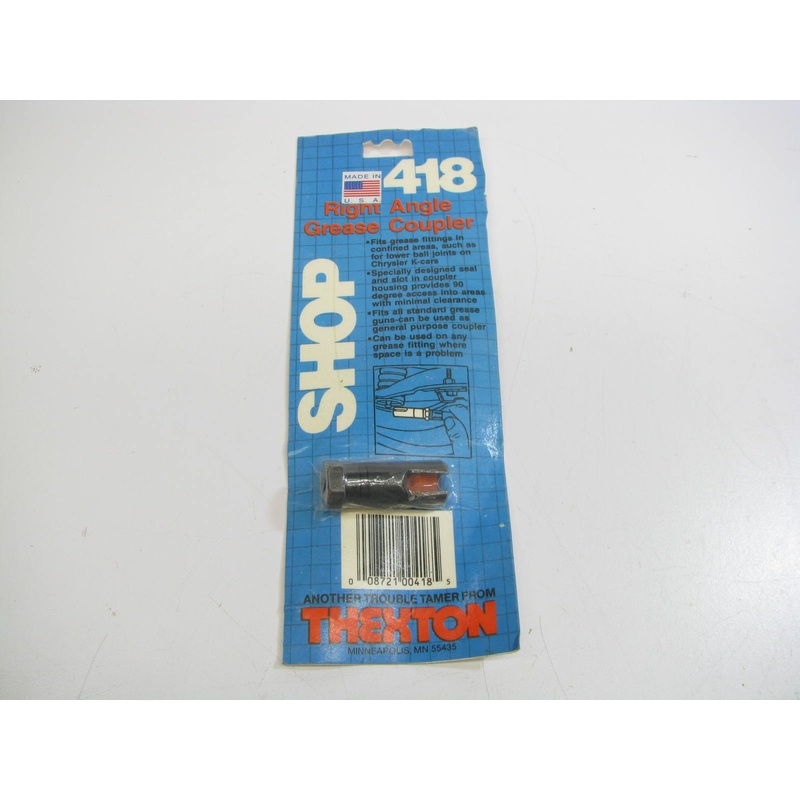 418
MADE IN
U.S.A
Right Angle
Grease Coupler
•Fits grease fittings in
confined areas, such as
for lower ball joints on
Chrysler K-cars
•Specially designed seal
and slot in coupler
housing provides 90
degree access into areas
with minimal clearance
•Fits all standard grease
guns-can be used as
general purpose coupler
•Can be used on any
grease fitting where
space is a problem
SHOP
0 08721 00418 5
ANOTHER TROUBLE TAMER FROM
THEXTON
MINNEAPOLIS, MN 55435